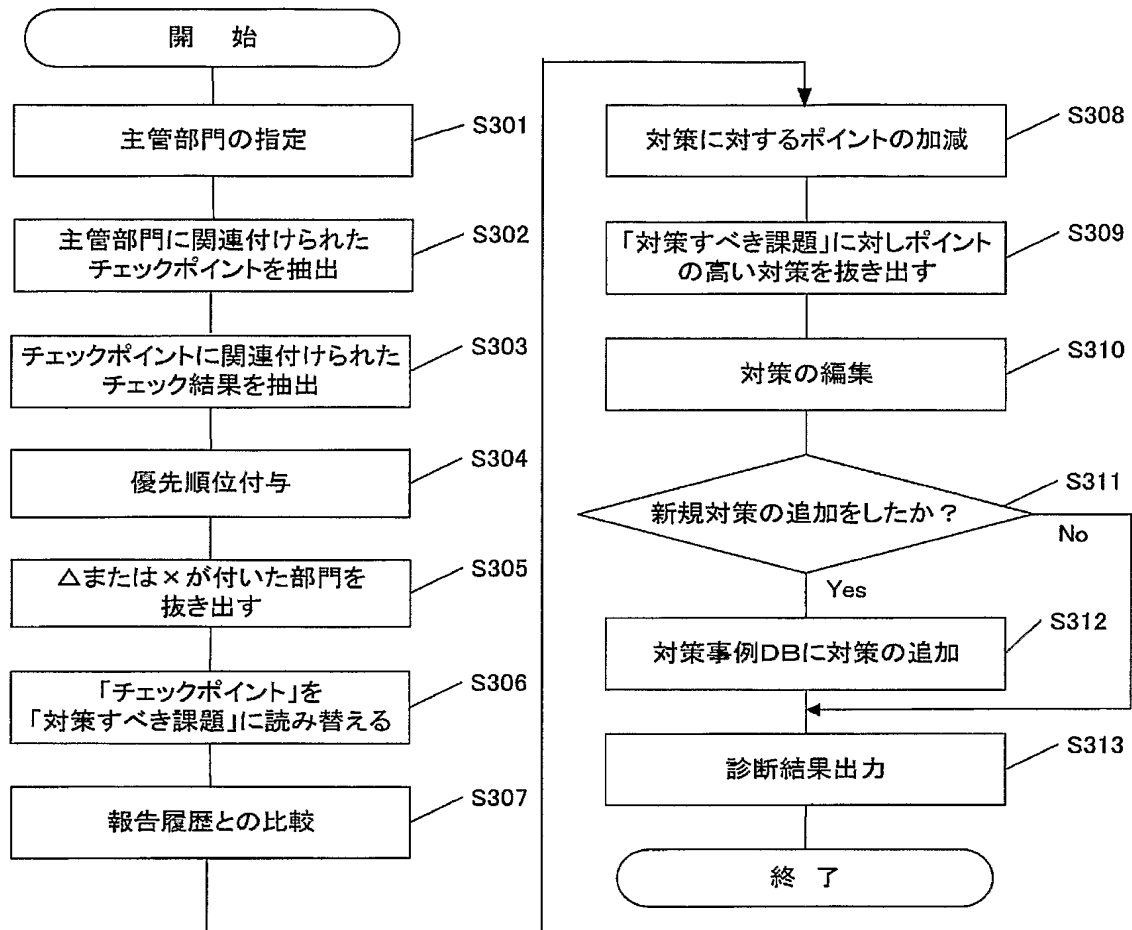 開 始
主管部門の指定
S301
主管部門に関連付けられた
チェックポイントを抽出
S302
チェックポイントに関連付けられた
チェック結果を抽出
S303
優先順位付与
S304
△または×が付いた部門を
抜き出す
S305
「チェックポイント」を
「対策すべき課題」に読み替える
S306
報告履歴との比較
S307
対策に対するポイントの加減
S308
「対策すべき課題」に対しポイント
の高い対策を抜き出す
S309
対策の編集
S310
新規対策の追加をしたか？
S311
No
Yes
対策事例DBに対策の追加
S312
診断結果出力
S313
終 了